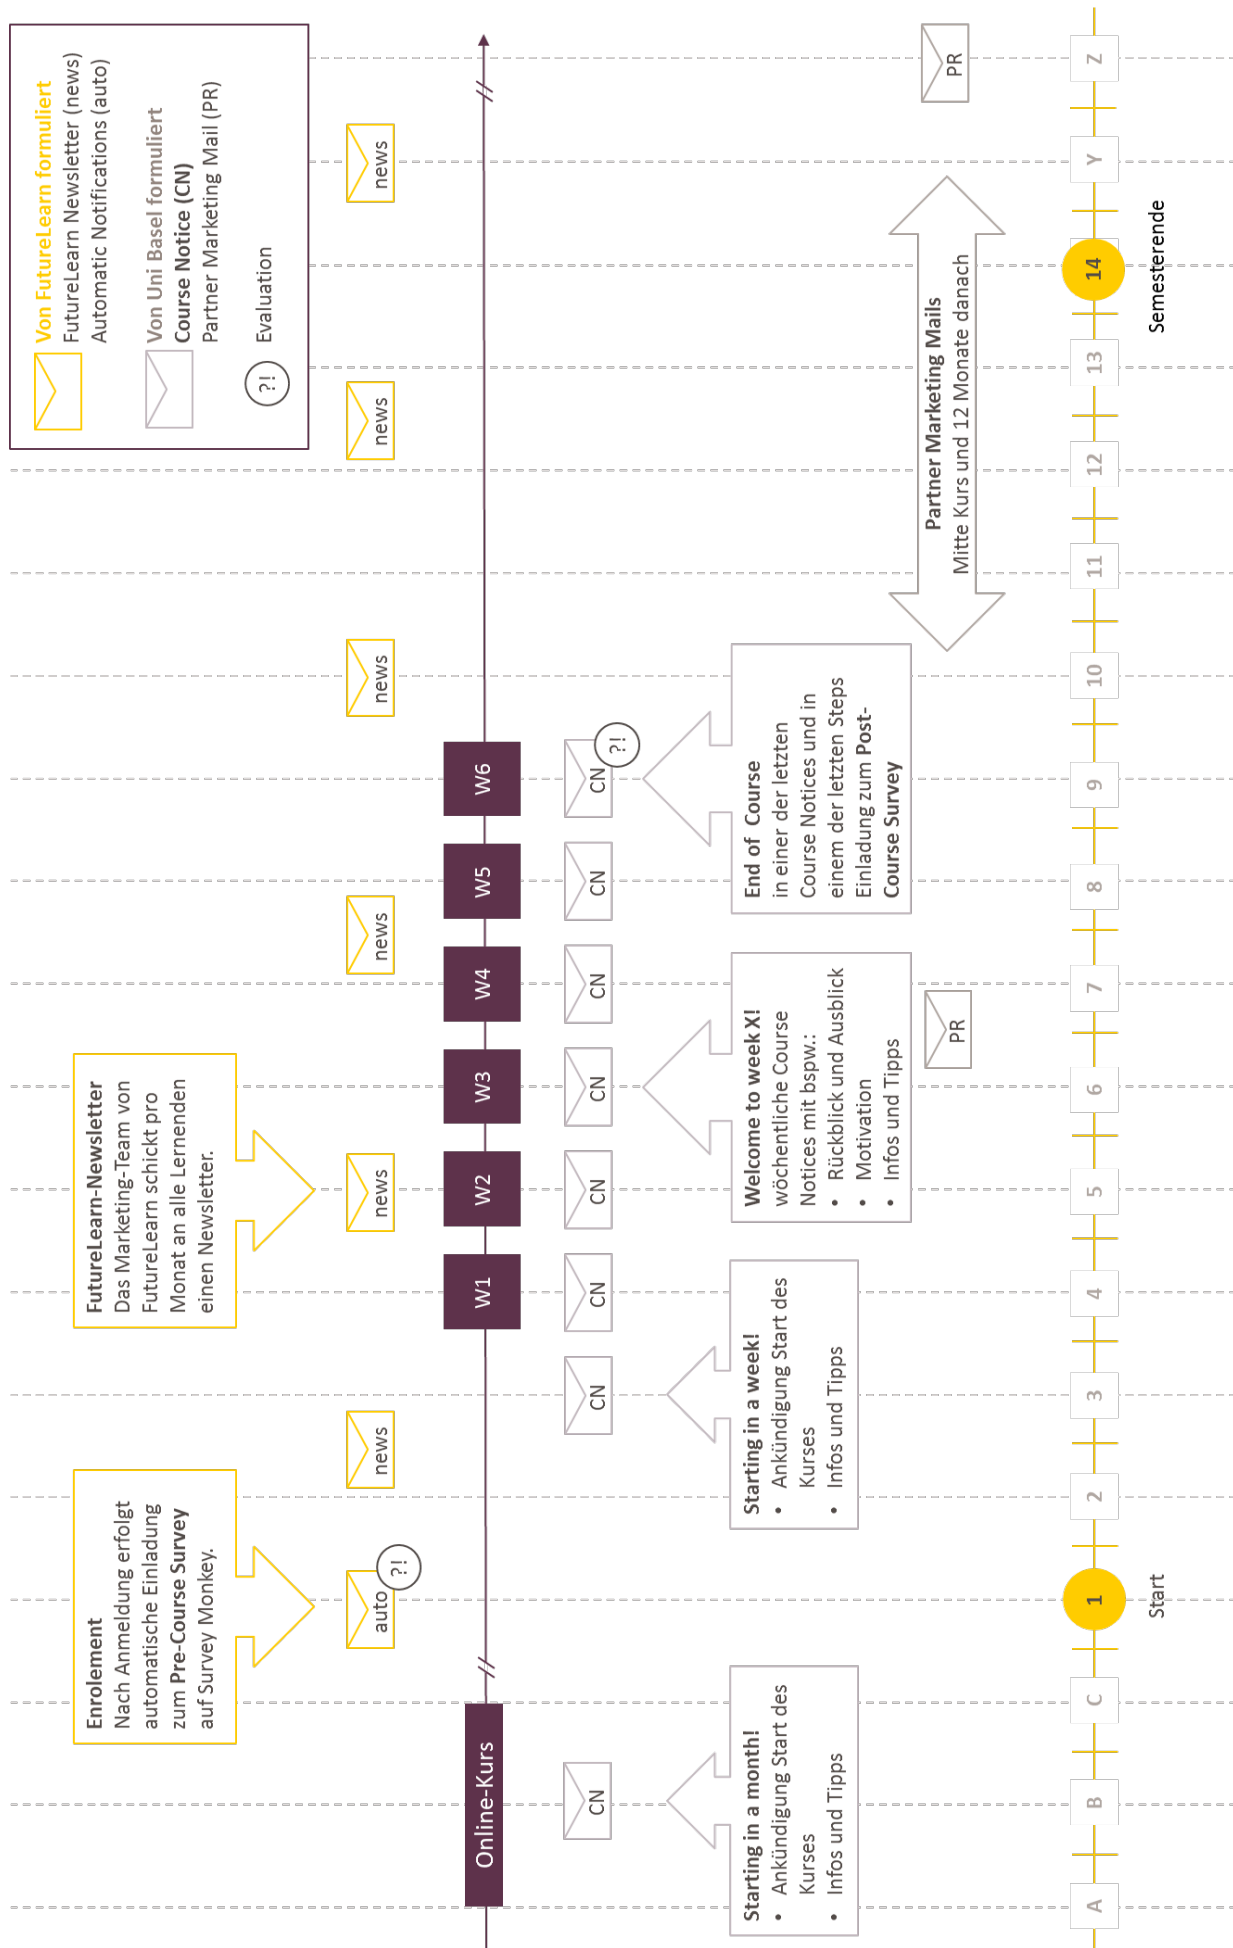 Von FutureLearn formuliert
FutureLearn Newsletter (news)
Automatic Notifications (auto)
Von Uni Basel formuliert
Course Notice (CN)
Partner Marketing Mail (PR)
?!
Evaluation
Enrolement
Nach Anmeldung erfolgt
automatische Einladung
zum Pre-Course Survey
auf Survey Monkey.
FutureLearn-Newsletter
Das Marketing-Team von
FutureLearn schickt pro
Monat an alle Lernenden
einen Newsletter.
auto
?!
news
news
news
news
news
news
Online-Kurs
W1
W2
W3
W4
W5
W6
CN
CN
CN
CN
CN
CN
CN
CN
?!
Starting in a month!
• Ankündigung Start des
Kurses
• Infos und Tipps
Starting in a week!
• Ankündigung Start des
Kurses
• Infos und Tipps
Welcome to week X!
wöchentliche Course
Notices mit bspw.:
• Rückblick und Ausblick
• Motivation
• Infos und Tipps
End of Course
in einer der letzten
Course Notices und in
einem der letzten Steps
Einladung zum Post-
Course Survey
PR
Partner Marketing Mails
Mitte Kurs und 12 Monate danach
PR
A
B
C
1
2
3
4
5
6
7
8
9
10
11
12
13
14
Y
Z
Start
Semesterende